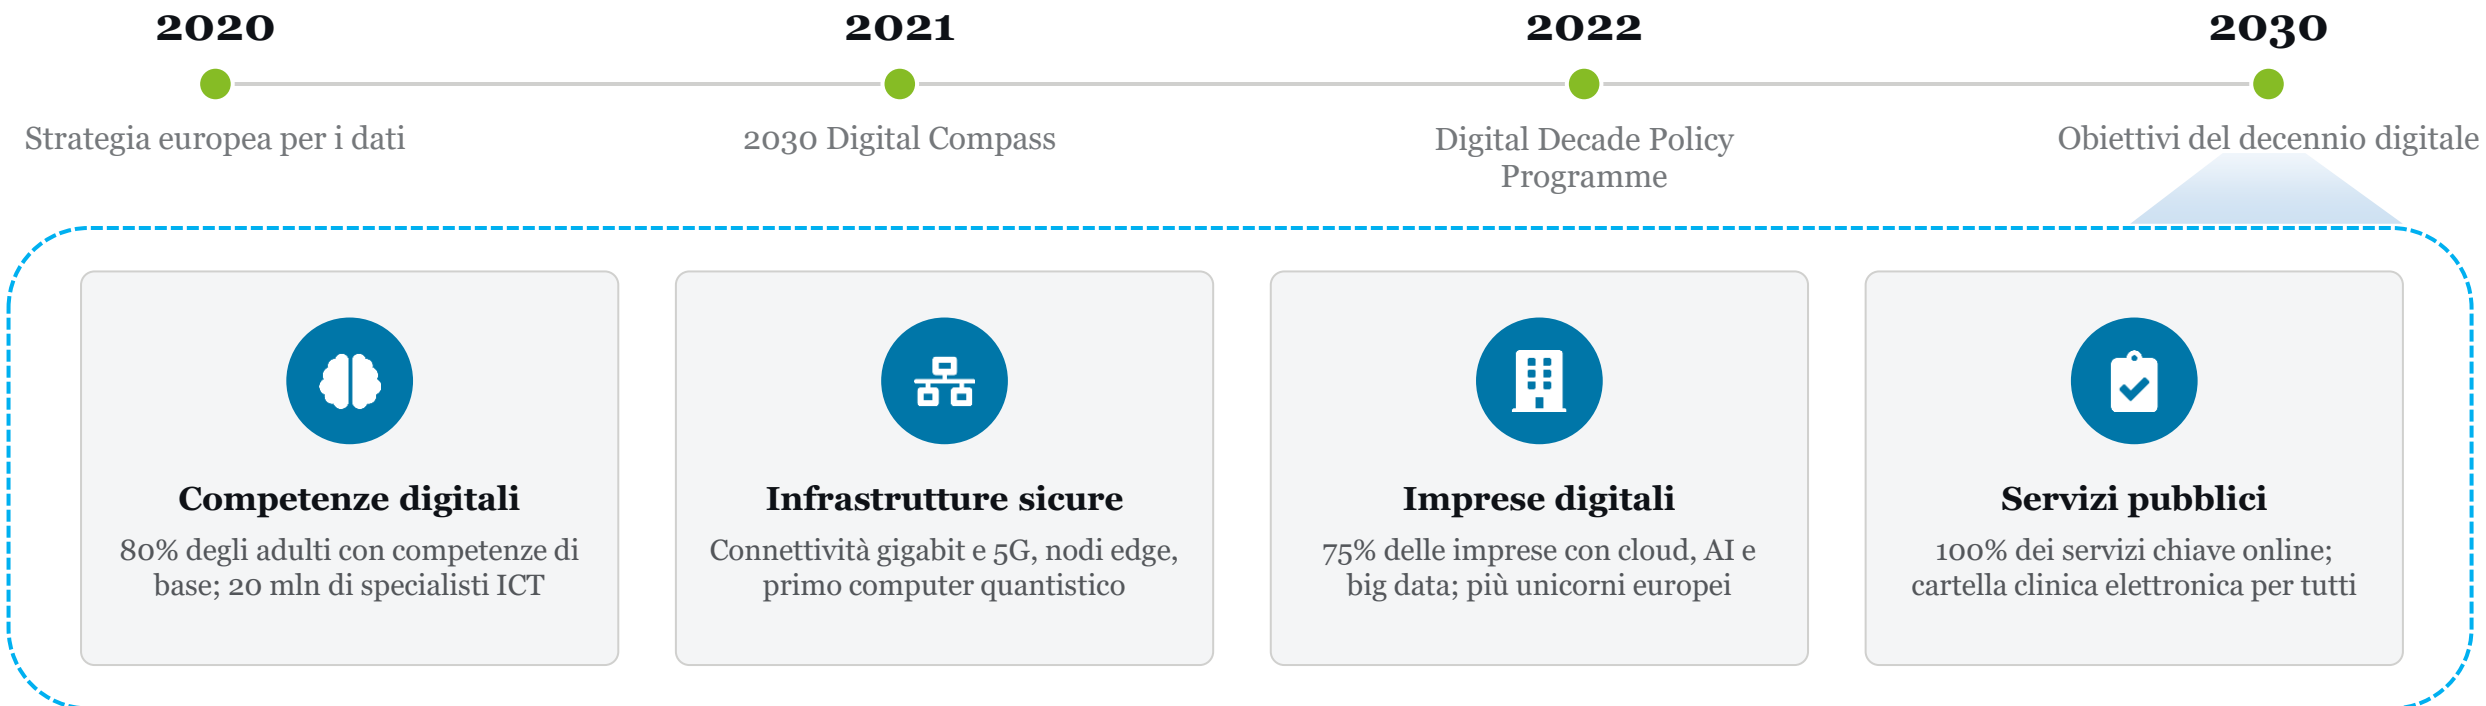 2020
2021
2022
2030
Strategia europea per i dati
2030 Digital Compass
Digital Decade Policy
Programme
Obiettivi del decennio digitale
Competenze digitali
80% degli adulti con competenze di
base; 20 mln di specialisti ICT
Infrastrutture sicure
Connettività gigabit e 5G, nodi edge,
primo computer quantistico
Imprese digitali
75% delle imprese con cloud, AI e
big data; più unicorni europei
Servizi pubblici
100% dei servizi chiave online;
cartella clinica elettronica per tutti